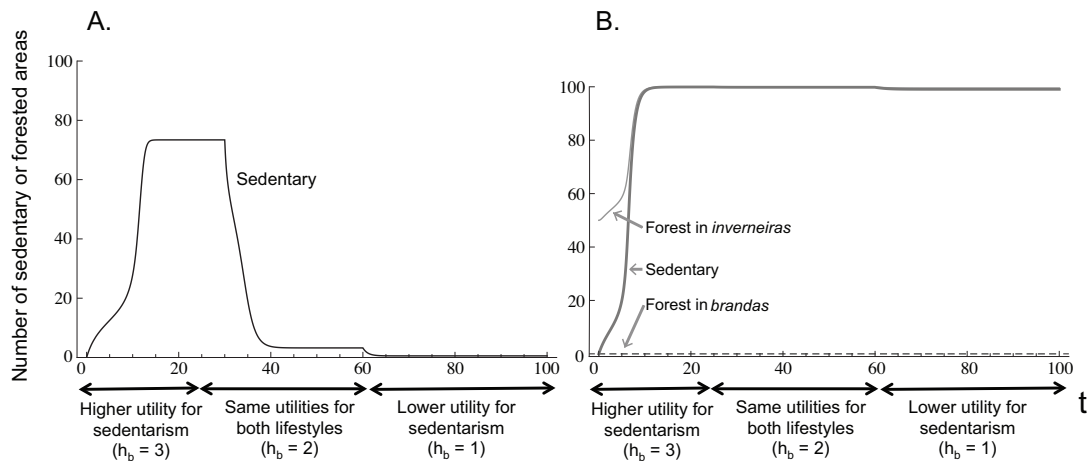 A.
Number of sedentary or forested areas
100
80
60
40
20
0
0 20 40 60 80 100
Sedentary
Higher utility for
sedentarism
(h_b = 3)
Same utilities for
both lifestyles
(h_b = 2)
Lower utility for
sedentarism
(h_b = 1)
B.
100
80
60
40
20
0
0 20 40 60 80 100
Forest in inverneiras
Sedentary
Forest in brandas
Higher utility for
sedentarism
(h_b = 3)
Same utilities for
both lifestyles
(h_b = 2)
Lower utility for
sedentarism
(h_b = 1)
t